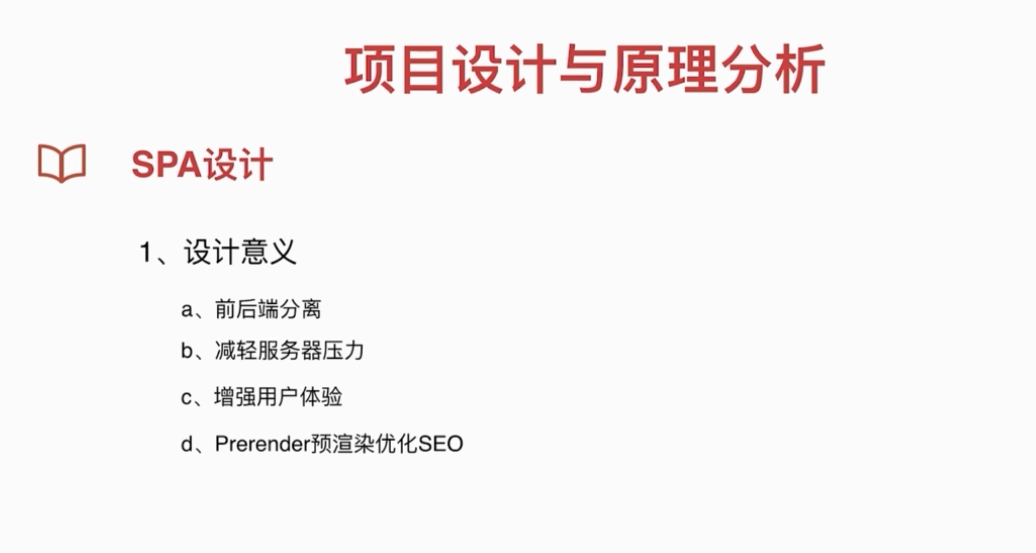 项目设计与原理分析
SPA设计
1、设计意义
a、前后端分离
b、减轻服务器压力
c、增强用户体验
d、Prerender预渲染优化SEO